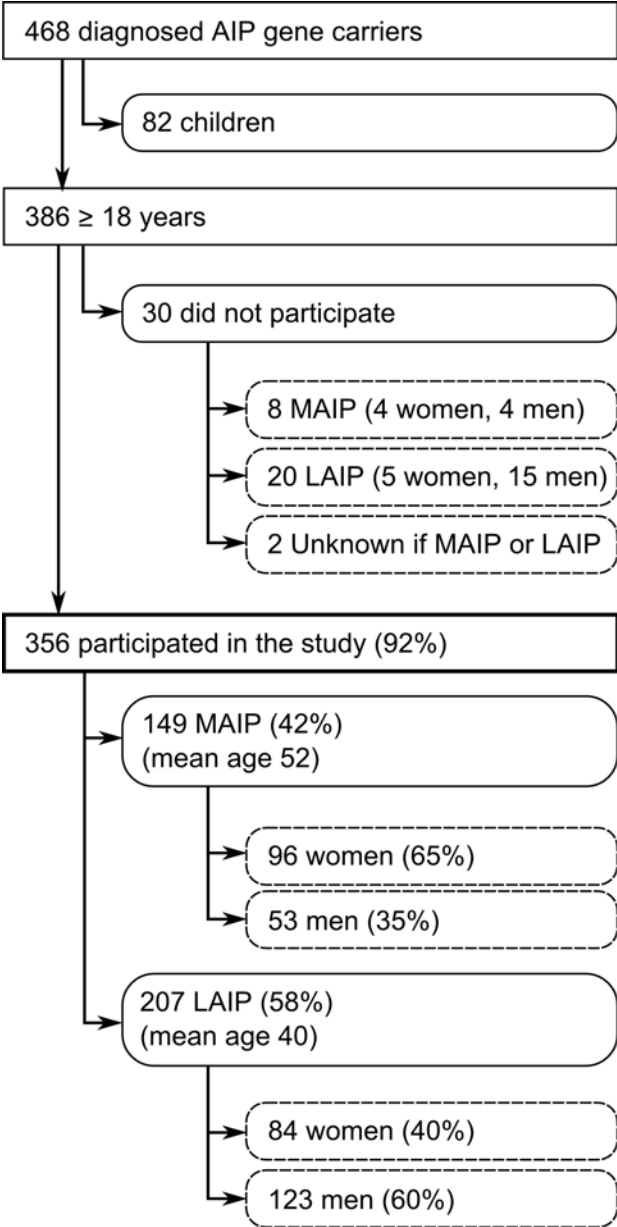 468 diagnosed AIP gene carriers
82 children
386 ≥ 18 years
30 did not participate
8 MAIP (4 women, 4 men)
20 LAIP (5 women, 15 men)
2 Unknown if MAIP or LAIP
356 participated in the study (92%)
149 MAIP (42%)
(mean age 52)
96 women (65%)
53 men (35%)
207 LAIP (58%)
(mean age 40)
84 women (40%)
123 men (60%)